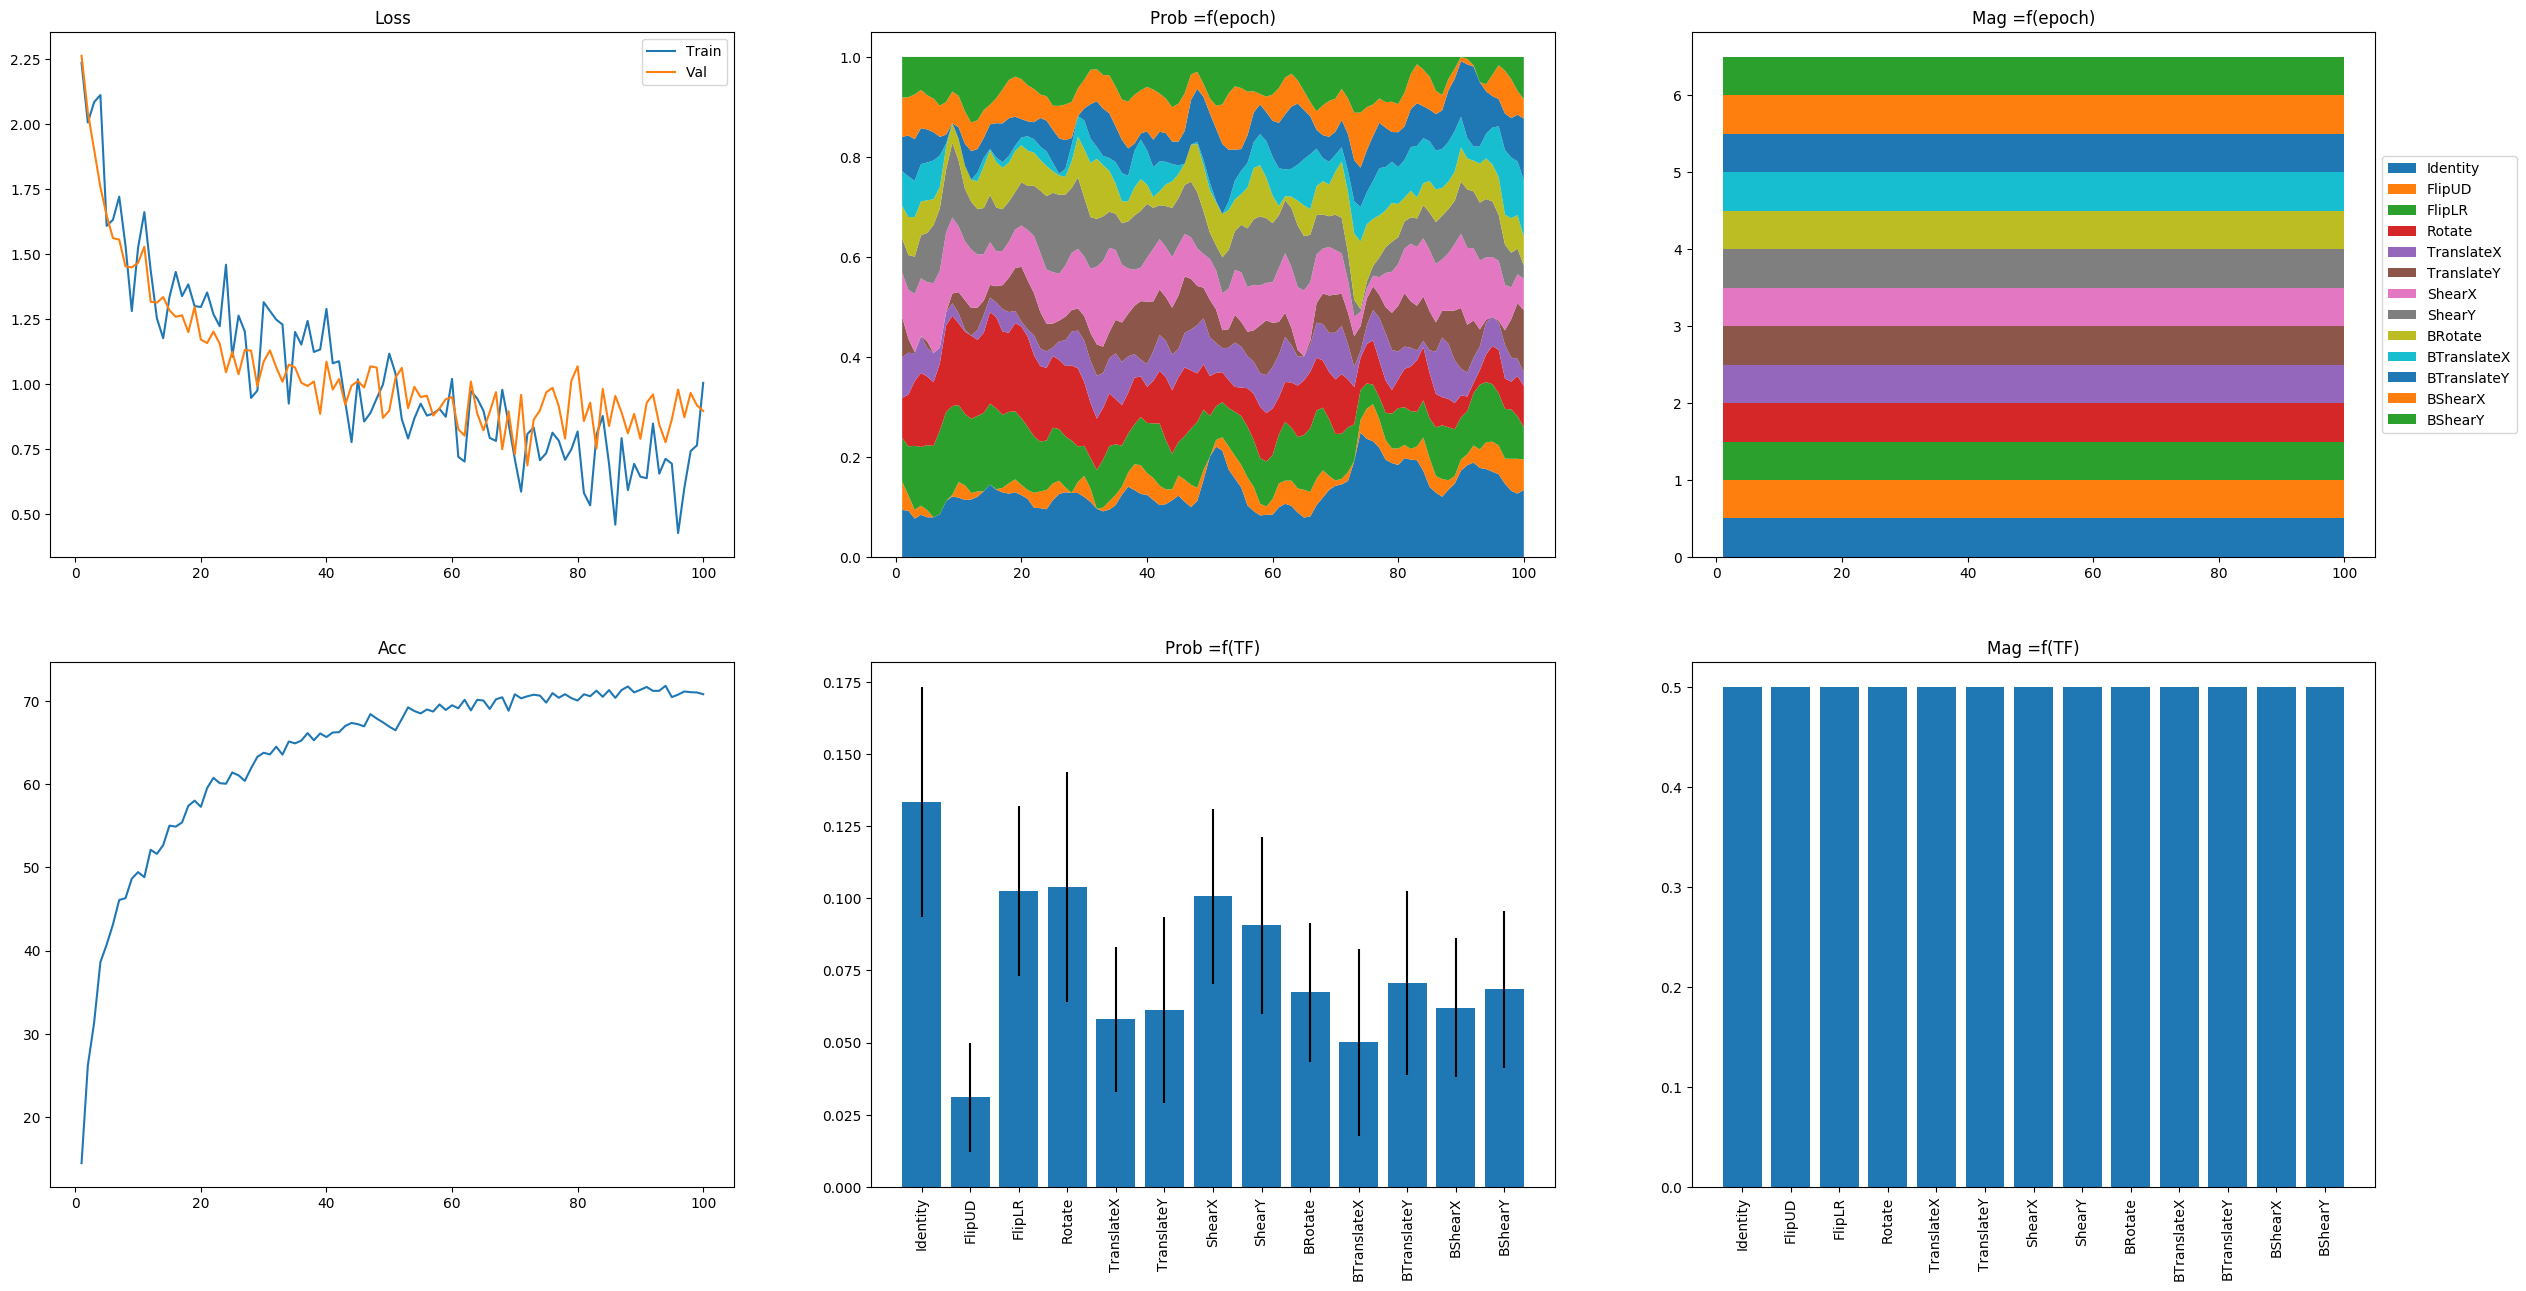 Loss
2.25
2.00
1.75
1.50
1.25
1.00
0.75
0.50
0 20 40 60 80 100
Train
Val
Prob =f(epoch)
1.0
0.8
0.6
0.4
0.2
0.0
0 20 40 60 80 100
Mag =f(epoch)
6
5
4
3
2
1
0
0 20 40 60 80 100
Identity
FlipUD
FlipLR
Rotate
TranslateX
TranslateY
ShearX
ShearY
BRotate
BTranslateX
BTranslateY
BShearX
BShearY
Acc
70
60
50
40
30
20
0 20 40 60 80 100
Prob =f(TF)
0.175
0.150
0.125
0.100
0.075
0.050
0.025
0.000
Identity
FlipUD
FlipLR
Rotate
TranslateX
TranslateY
ShearX
ShearY
BRotate
BTranslateX
BTranslateY
BShearX
BShearY
Mag =f(TF)
0.5
0.4
0.3
0.2
0.1
0.0
Identity
FlipUD
FlipLR
Rotate
TranslateX
TranslateY
ShearX
ShearY
BRotate
BTranslateX
BTranslateY
BShearX
BShearY